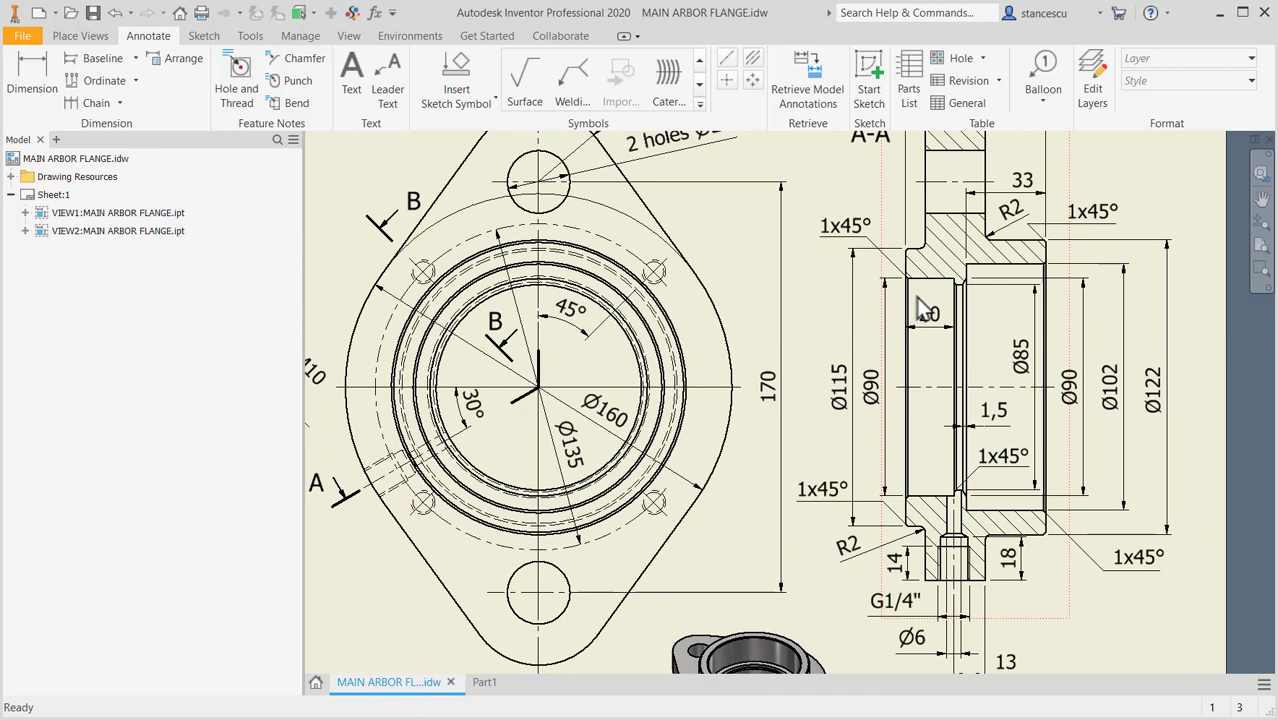 Autodesk Inventor Professional 2020 MAIN ARBOR FLANGE.idw
Search Help & Commands...
stancescu
PRO
File Place Views Annotate Sketch Tools Manage View Environments Get Started Collaborate
Dimension
Baseline
Ordinate
Chain
Arrange
Dimension
Hole and Thread
Chamfer
Punch
Bend
Feature Notes
Text
Leader Text
Text
Insert Sketch Symbol
Surface
Weldi...
Impor...
Cater...
Symbols
Retrieve Model Annotations
Retrieve
Start Sketch
Sketch
Parts List
Hole
Revision
General
Table
Balloon
Edit Layers
Layer
Style
Format
Model
MAIN ARBOR FLANGE.idw
Drawing Resources
Sheet:1
VIEW1:MAIN ARBOR FLANGE.ipt
VIEW2:MAIN ARBOR FLANGE.ipt
2 holes
A-A
B
B
45°
30°
Ø160
Ø135
A
170
33
R2
1x45°
1x45°
Ø115
Ø90
Ø85
Ø90
Ø102
Ø122
1,5
1x45°
1x45°
R2
14
18
1x45°
G1/4"
Ø6
13
MAIN ARBOR FL...idw
Part1
Ready
1 3